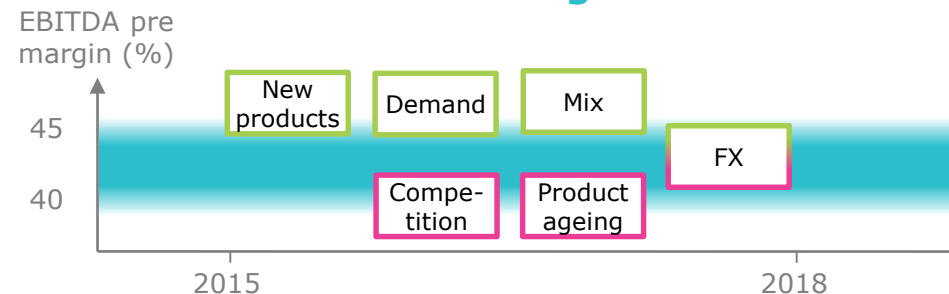 EBITDA pre
margin (%)
New
products
Demand
Mix
45
FX
Compe-
tition
Product
ageing
40
2015
2018